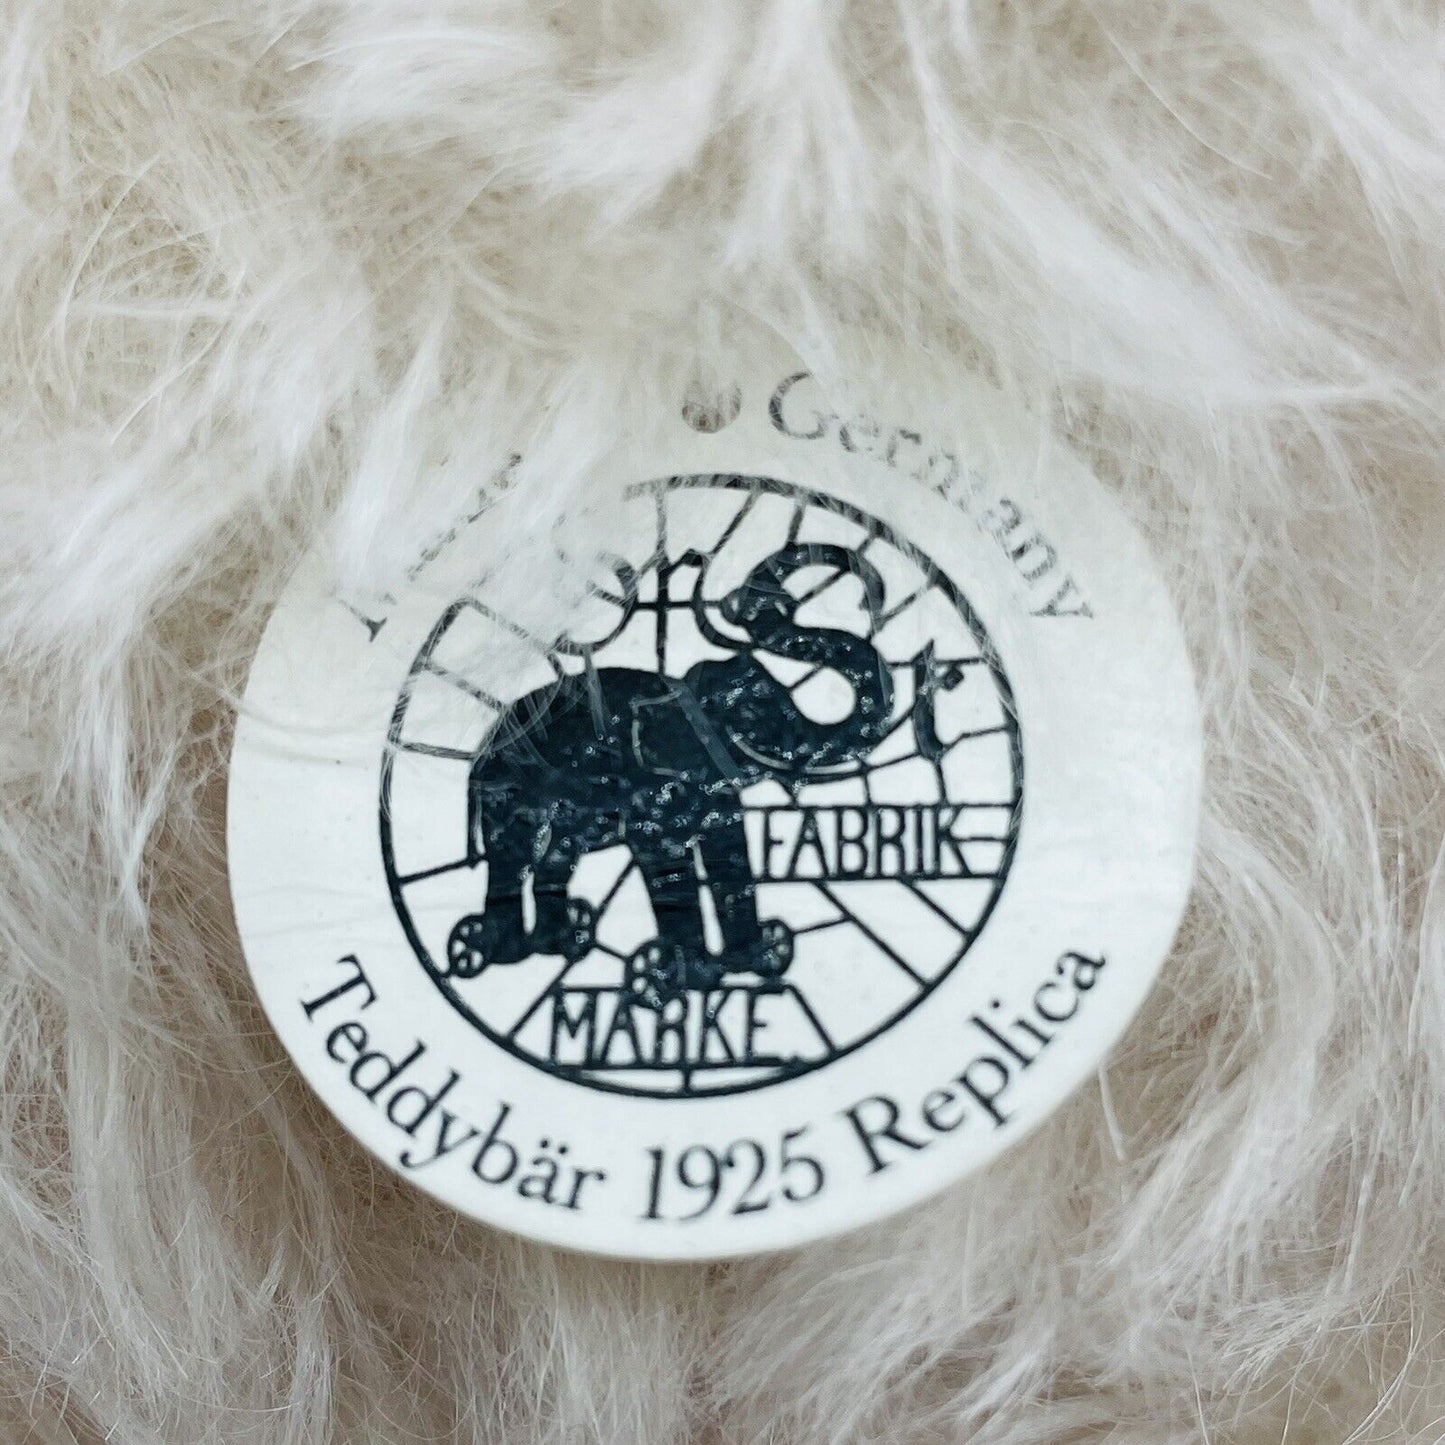 Germany
FABRIK
MARKE
Teddybär 1925 Replica